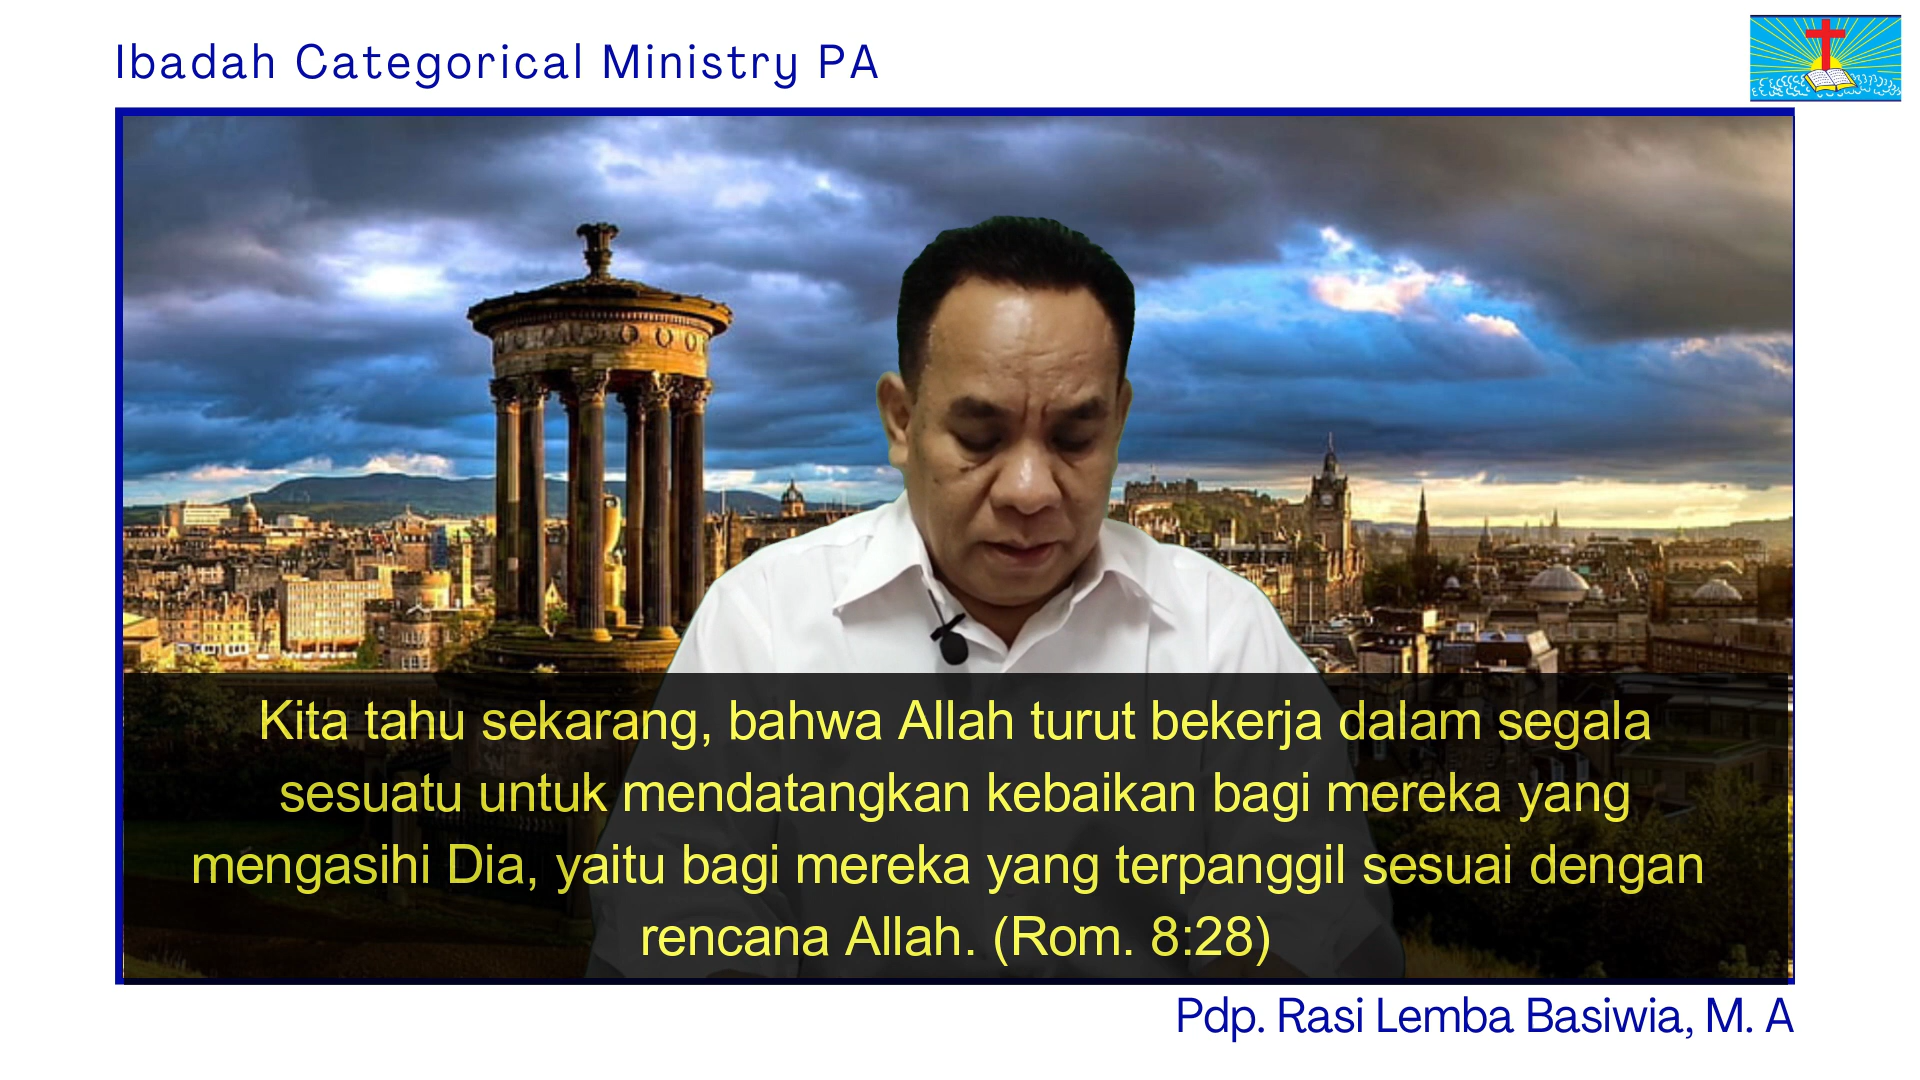 Ibadah Categorical Ministry PA
Kita tahu sekarang, bahwa Allah turut bekerja dalam segala
sesuatu untuk mendatangkan kebaikan bagi mereka yang
mengasihi Dia, yaitu bagi mereka yang terpanggil sesuai dengan
rencana Allah. (Rom. 8:28)
Pdp. Rasi Lemba Basiwia, M. A